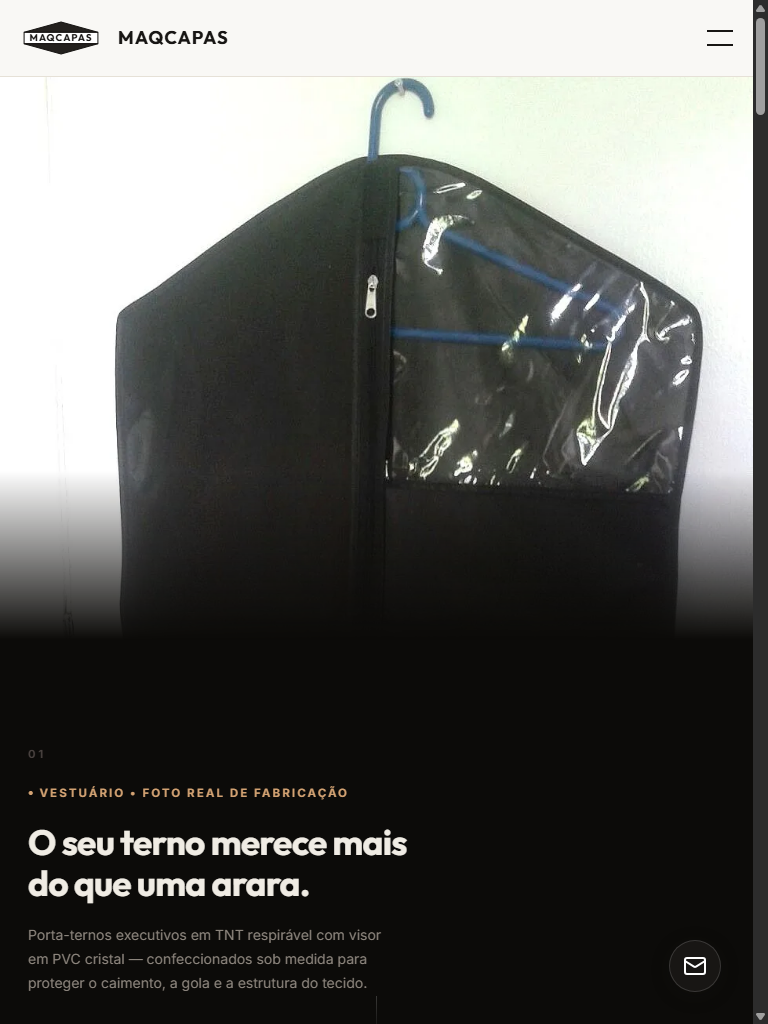 MAQCAPAS
MAQCAPAS
01
• VESTUÁRIO • FOTO REAL DE FABRICAÇÃO
O seu terno merece mais
do que uma arara.
Porta-ternos executivos em TNT respirável com visor
em PVC cristal — confeccionados sob medida para
proteger o caimento, a gola e a estrutura do tecido.